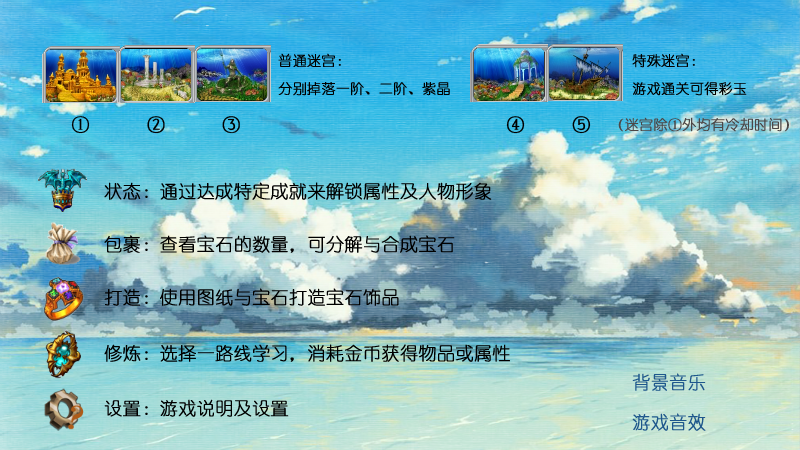 普通迷宫：
分别掉落一阶、二阶、紫晶
特殊迷宫：
游戏通关可得彩玉
① ② ③ ④ ⑤
（迷宫除①外均有冷却时间）
状态：通过达成特定成就来解锁属性及人物形象
包裹：查看宝石的数量，可分解与合成宝石
打造：使用图纸与宝石打造宝石饰品
修炼：选择一路线学习，消耗金币获得物品或属性
设置：游戏说明及设置
背景音乐
游戏音效